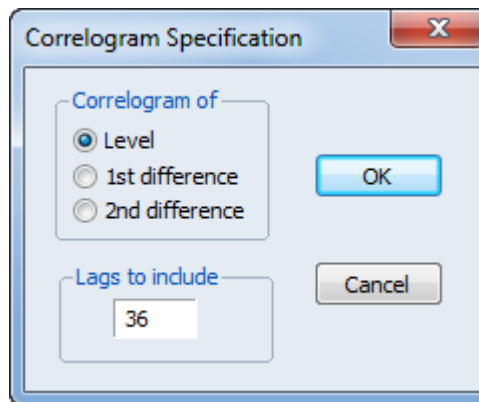 Correlogram Specification
Correlogram of
Level
1st difference
2nd difference
OK
Lags to include
36
Cancel